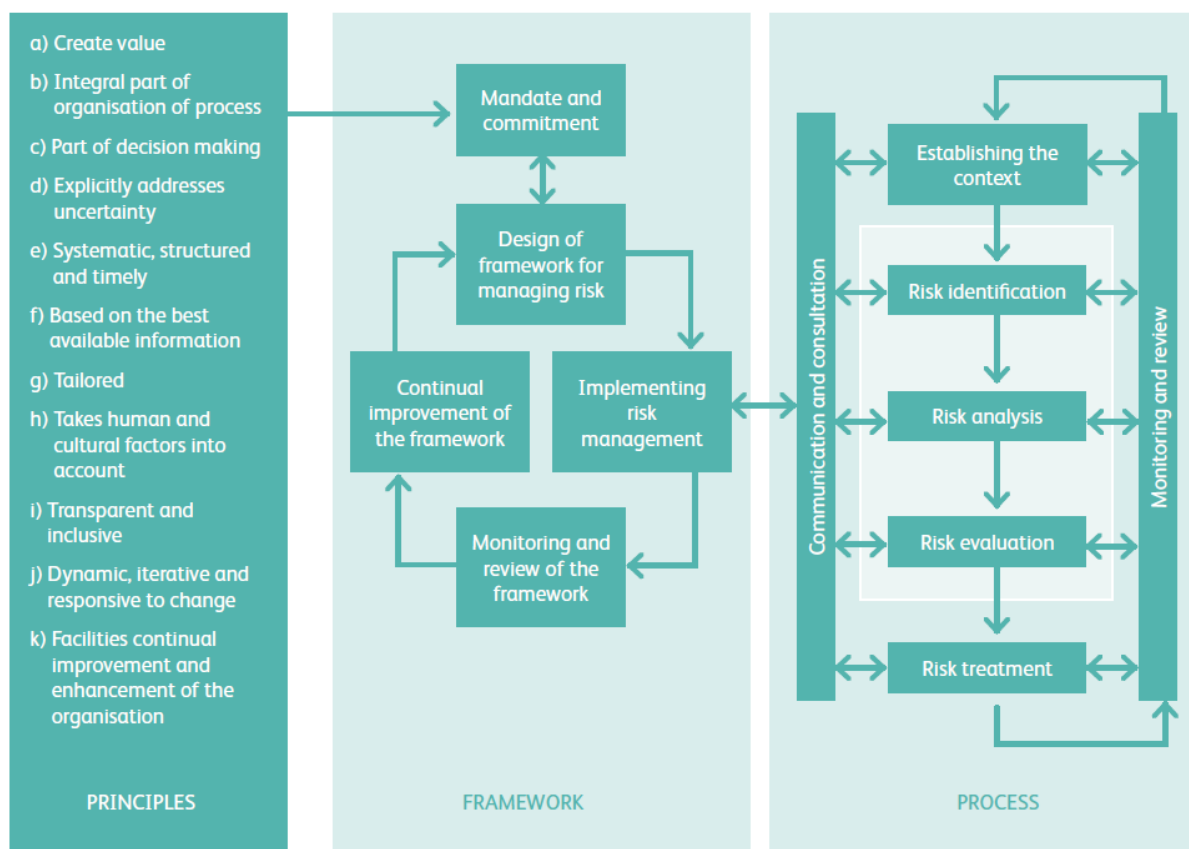 a) Create value
b) Integral part of
organisation of process
c) Part of decision making
d) Explicitly addresses
uncertainty
e) Systematic, structured
and timely
f) Based on the best
available information
g) Tailored
h) Takes human and
cultural factors into
account
i) Transparent and
inclusive
j) Dynamic, iterative and
responsive to change
k) Facilities continual
improvement and
enhancement of the
organisation
PRINCIPLES
Mandate and
commitment
Design of
framework for
managing risk
Continual
improvement of
the framework
Implementing
risk
management
Monitoring and
review of the
framework
FRAMEWORK
Communication and consultation
Establishing the
context
Risk identification
Risk analysis
Risk evaluation
Risk treatment
Monitoring and review
PROCESS